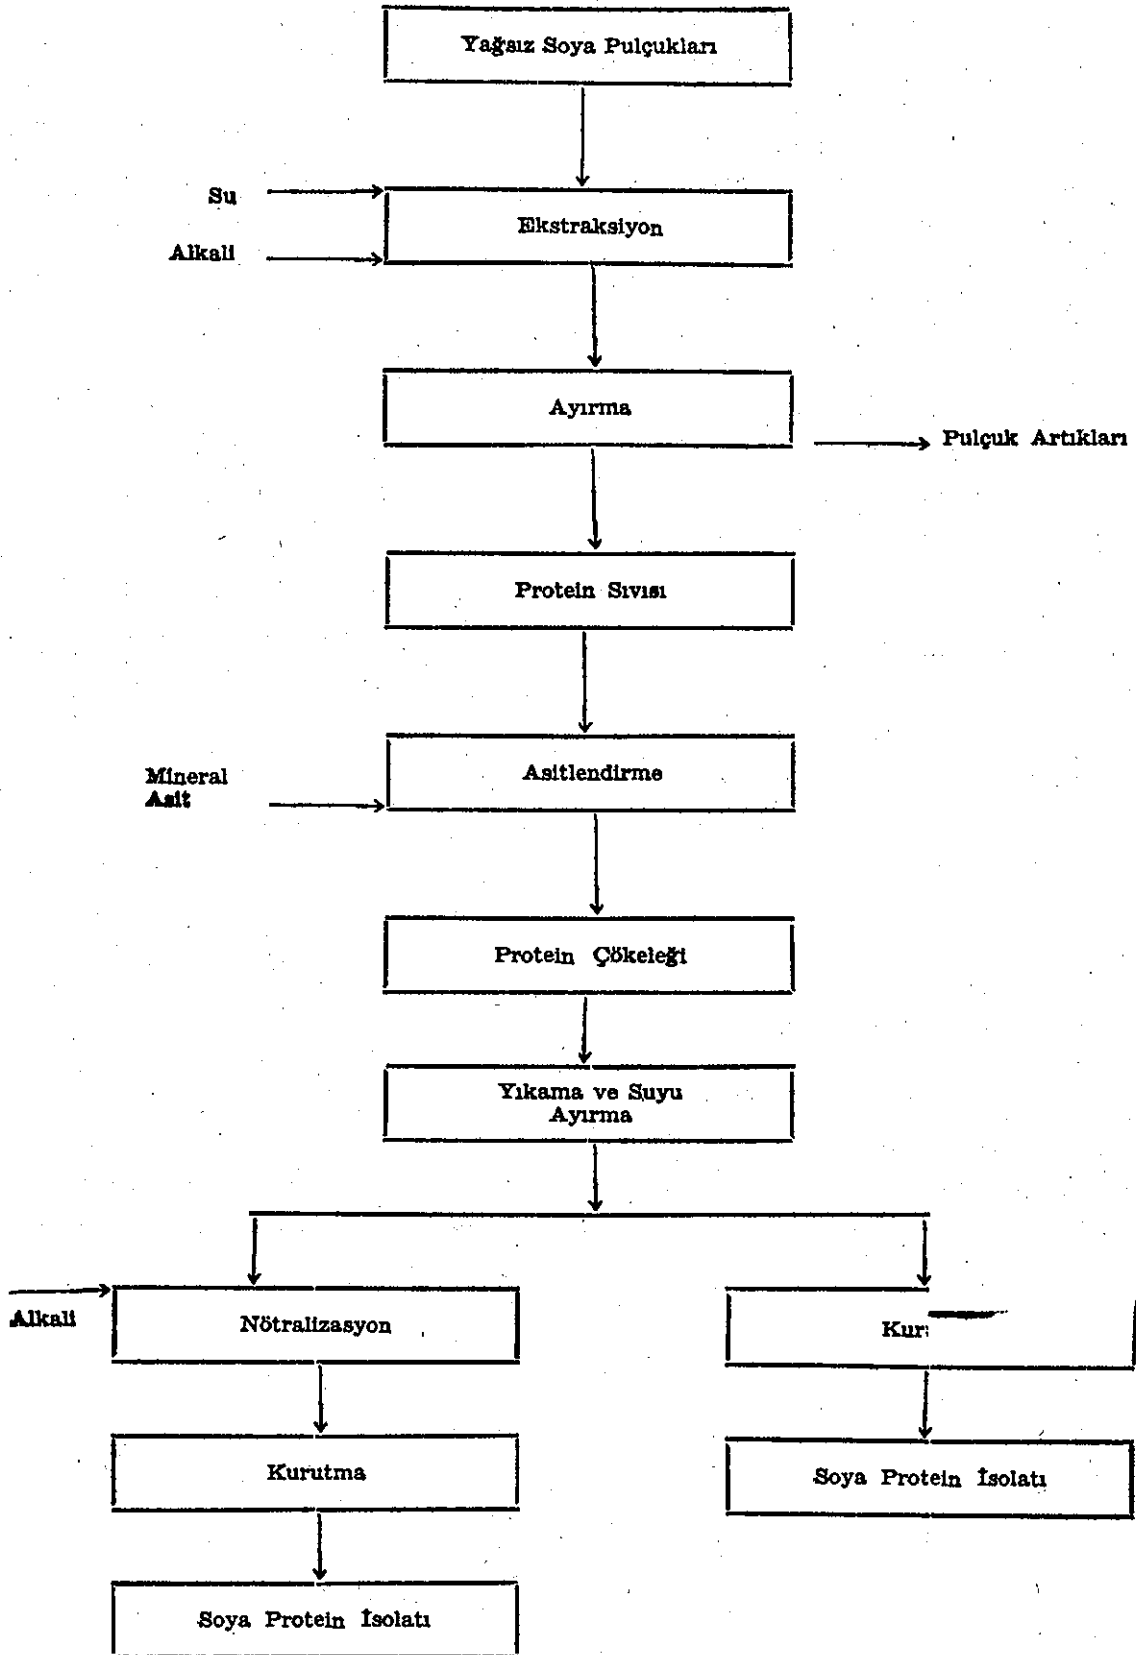 Yağsız Soya Pulçukları
Su
Ekstraksiyon
Alkali
Ayırma
Pulçuk Artıkları
Protein Sıvısı
Asitlendirme
Mineral
Asit
Protein Çökeleği
Yıkama ve Suyu
Ayırma
Alkali
Nötralizasyon
Kurutma
Soya Protein İsolatı
Soya Protein İsolatı